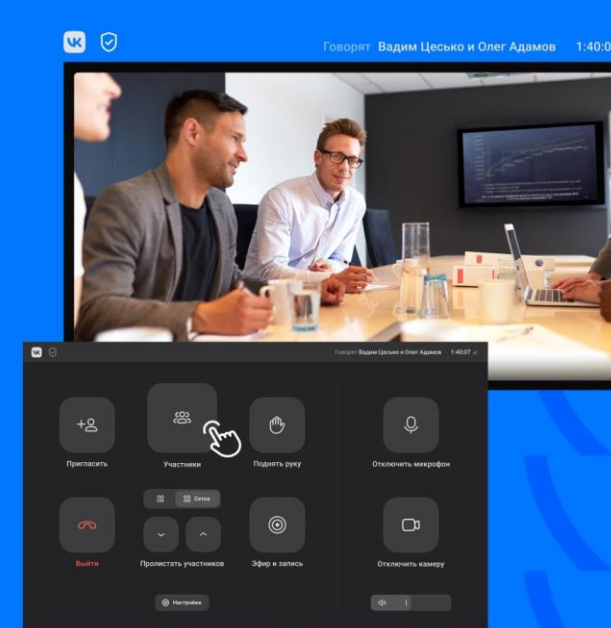 Говорят Вадим Цесько и Олег Адамов 1:40:0
Говорят Вадим Цесько и Олег Адамов 1:40:07
Пригласить
Участники
Поднять руку
Отключить микрофон
Сетка
Выйти
Пролистать участников
Эфир и запись
Отключить камеру
Настройки